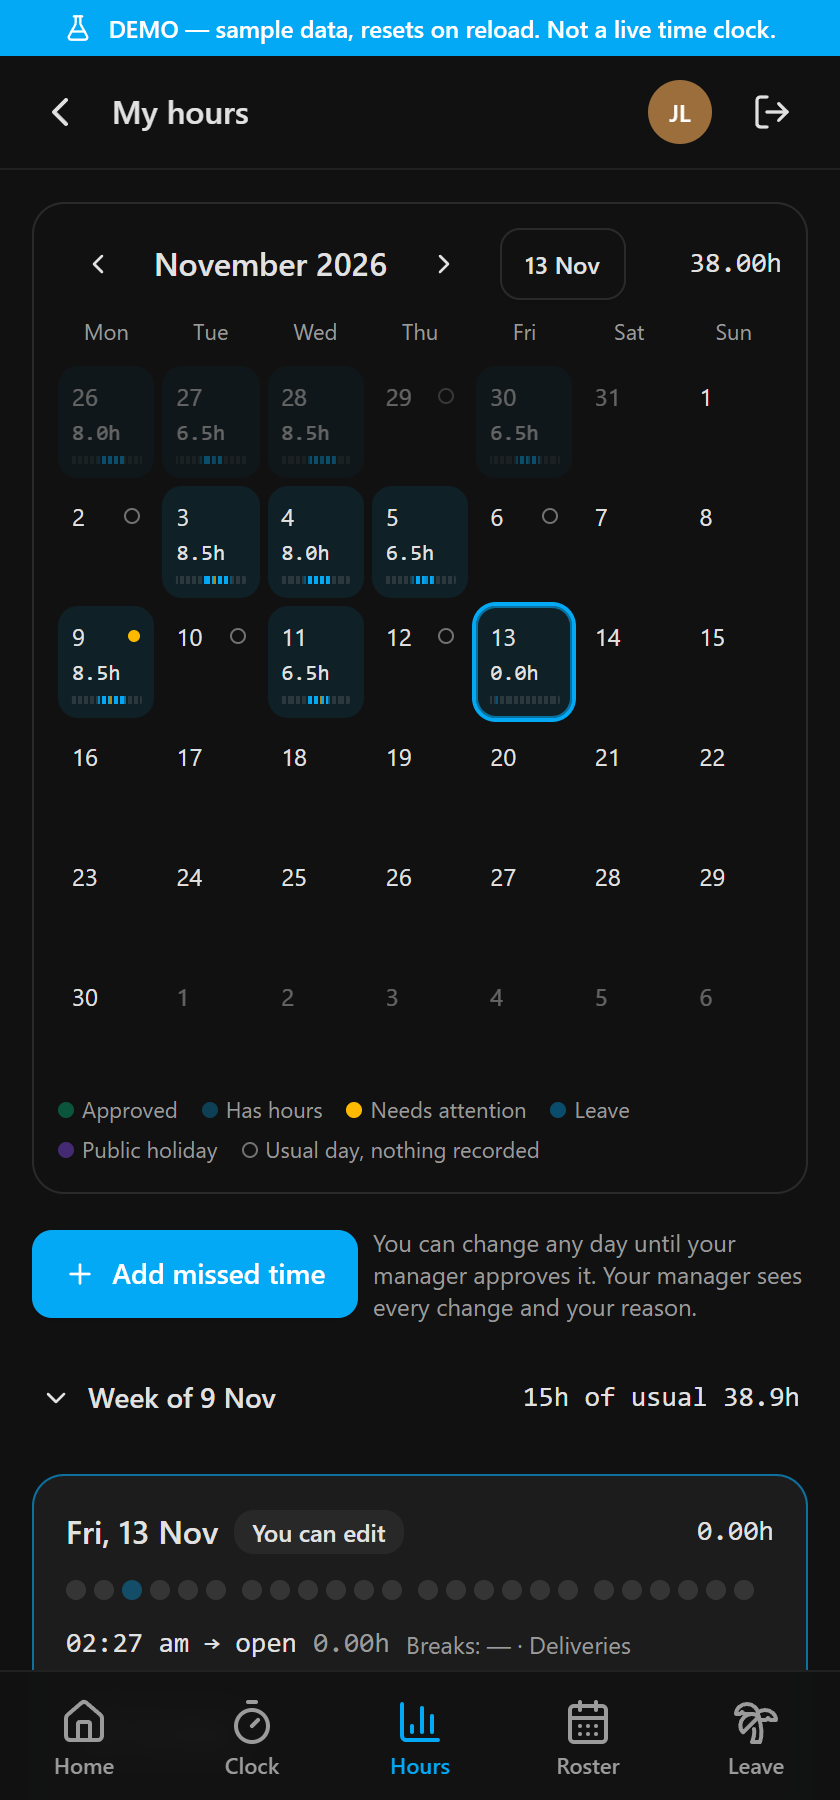 DEMO — sample data, resets on reload. Not a live time clock.
My hours
JL
November 2026
13 Nov
38.00h
Mon Tue Wed Thu Fri Sat Sun
26 27 28 29 30 31 1
8.0h 6.5h 8.5h 6.5h
2 3 4 5 6 7 8
8.5h 8.0h 6.5h
9 10 11 12 13 14 15
8.5h 6.5h 0.0h
16 17 18 19 20 21 22
23 24 25 26 27 28 29
30 1 2 3 4 5 6
Approved Has hours Needs attention Leave
Public holiday Usual day, nothing recorded
Add missed time
You can change any day until your
manager approves it. Your manager sees
every change and your reason.
Week of 9 Nov
15h of usual 38.9h
Fri, 13 Nov
You can edit
0.00h
02:27 am → open 0.00h Breaks: — · Deliveries
Home Clock Hours Roster Leave